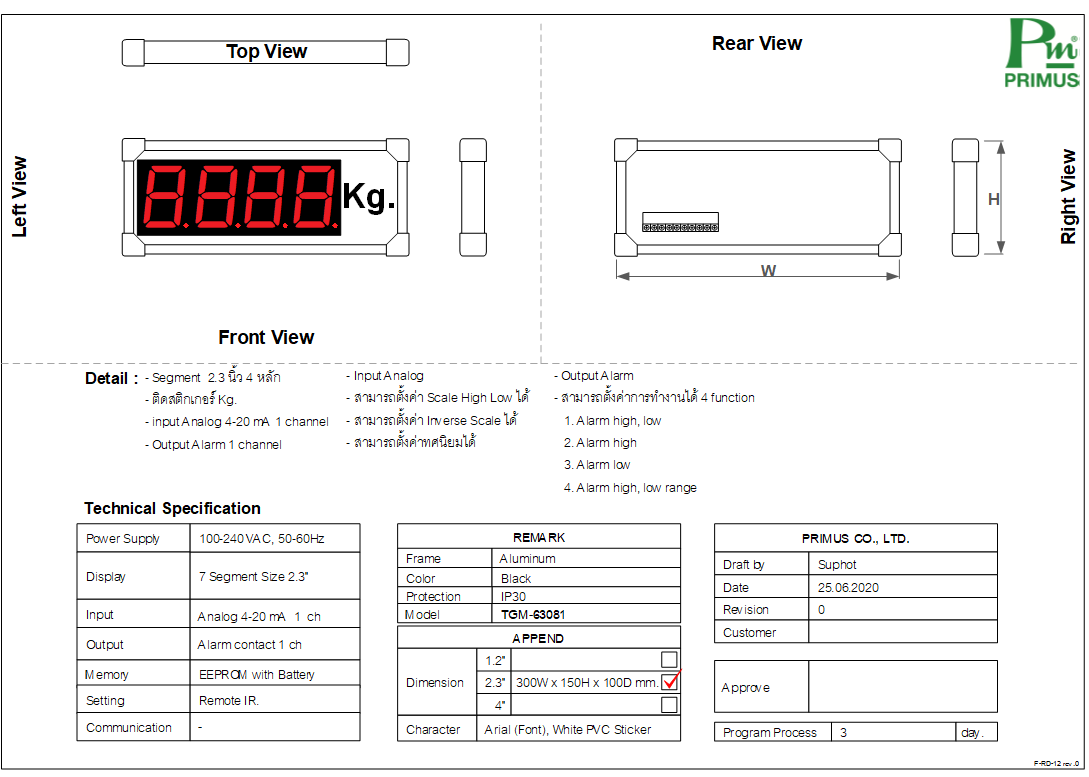 Top View
Rear View
Pm®
PRIMUS
Left View
8.8.8.8.Kg.
H
Right View
W
Front View
Detail :
- Segment 2.3 นิ้ว 4 หลัก
- ติดสติกเกอร์ Kg.
- input Analog 4-20 mA 1 channel
- Output Alarm 1 channel
- Input Analog
- สามารถตั้งค่า Scale High Low ได้
- สามารถตั้งค่า Inverse Scale ได้
- สามารถตั้งค่าทศนิยมได้
- Output Alarm
- สามารถตั้งค่าการทำงานได้ 4 function
1. Alarm high, low
2. Alarm high
3. Alarm low
4. Alarm high, low range
Technical Specification
Power Supply 100-240 VAC, 50-60Hz
Display 7 Segment Size 2.3"
Input Analog 4-20 mA 1 ch
Output Alarm contact 1 ch
Memory EEPROM with Battery
Setting Remote IR.
Communication -
REMARK
Frame Aluminum
Color Black
Protection IP30
Model TGM-63081
APPEND
Dimension
1.2"
2.3" 300W x 150H x 100D mm.
4"
Character Arial (Font), White PVC Sticker
PRIMUS CO., LTD.
Draft by Suphot
Date 25.06.2020
Revision 0
Customer
Approve
Program Process 3 day.
F-RD-12 rev .0